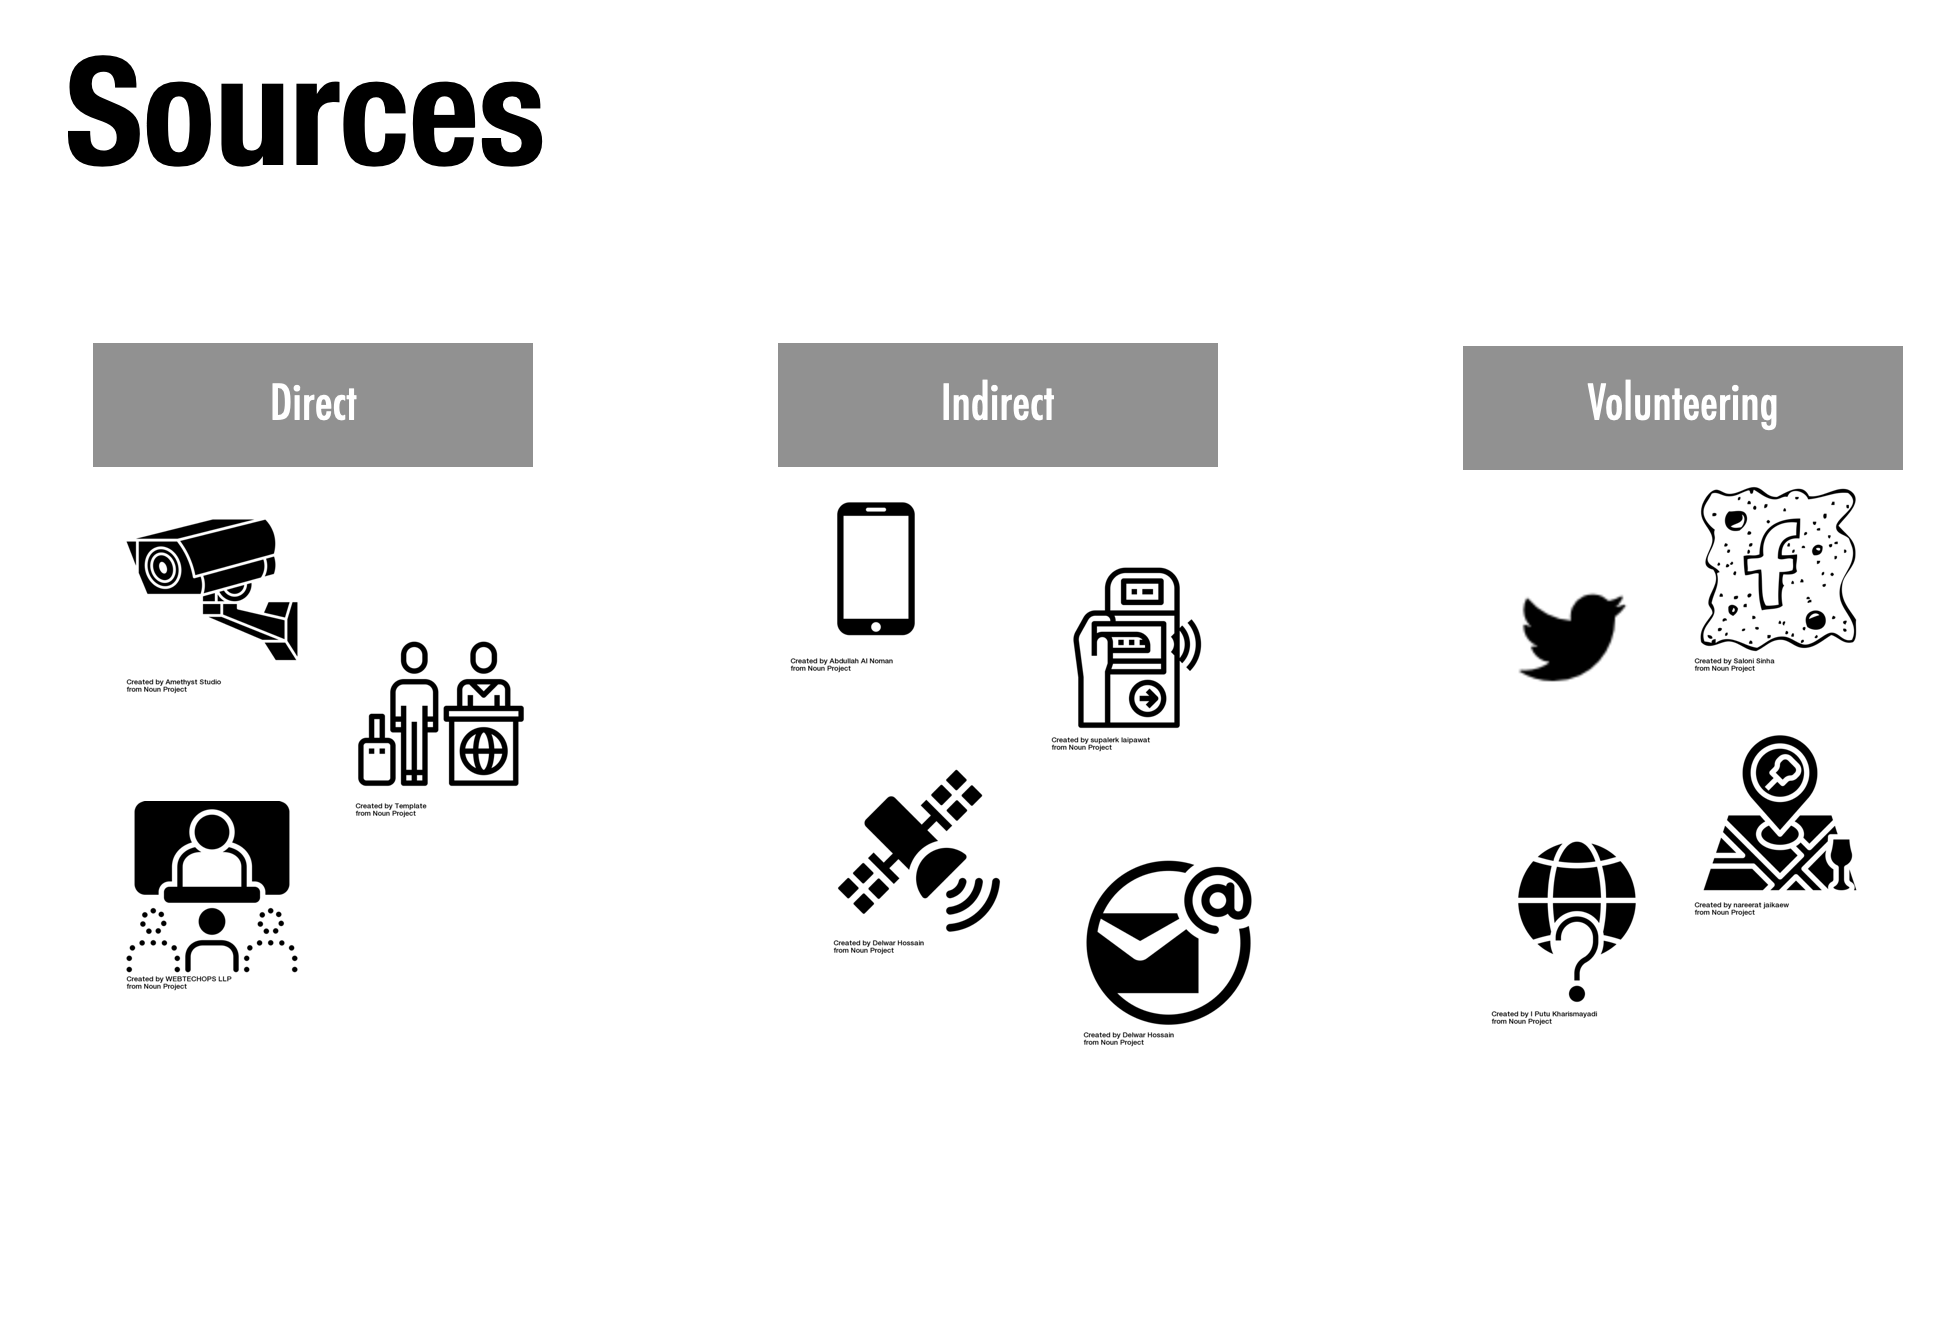 Sources
Direct
Indirect
Volunteering
Created by Amethyst Studio
from Noun Project
Created by Template
from Noun Project
Created by WEBTECHOPS LLP
from Noun Project
Created by Abdullah Al Noman
from Noun Project
Created by supalerk laipawat
from Noun Project
Created by Delwar Hossain
from Noun Project
@
Created by Delwar Hossain
from Noun Project
f
Created by Saloni Sinha
from Noun Project
Created by nareerat jaikaew
from Noun Project
?
Created by I Putu Kharismayadi
from Noun Project